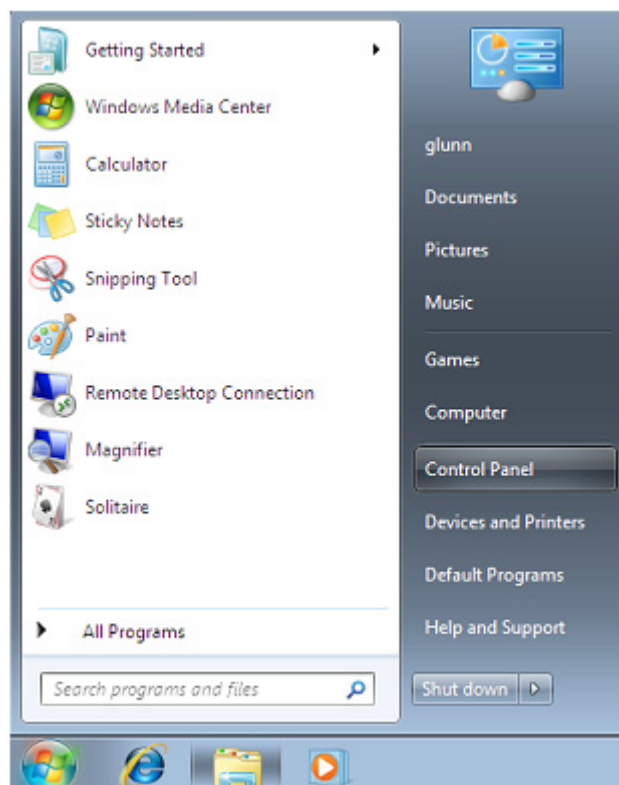 Getting Started
Windows Media Center
Calculator
Sticky Notes
Snipping Tool
Paint
Remote Desktop Connection
Magnifier
Solitaire
All Programs
Search programs and files
glunn
Documents
Pictures
Music
Games
Computer
Control Panel
Devices and Printers
Default Programs
Help and Support
Shut down